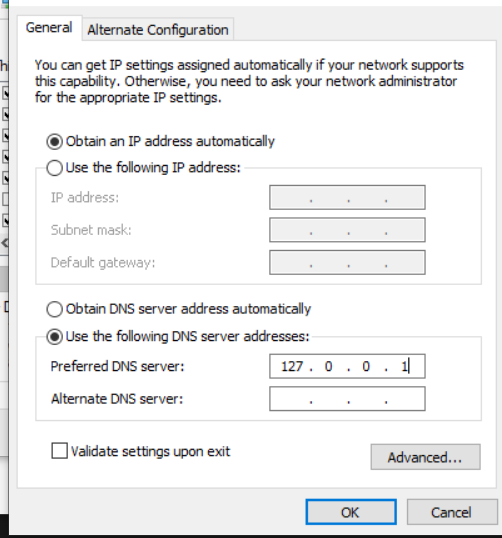 General
Alternate Configuration
You can get IP settings assigned automatically if your network supports
this capability. Otherwise, you need to ask your network administrator
for the appropriate IP settings.
Obtain an IP address automatically
Use the following IP address:
IP address:
. . .
Subnet mask:
. . .
Default gateway:
. . .
Obtain DNS server address automatically
Use the following DNS server addresses:
Preferred DNS server:
127 . 0 . 0 . 1
Alternate DNS server:
. . .
Validate settings upon exit
Advanced...
OK
Cancel